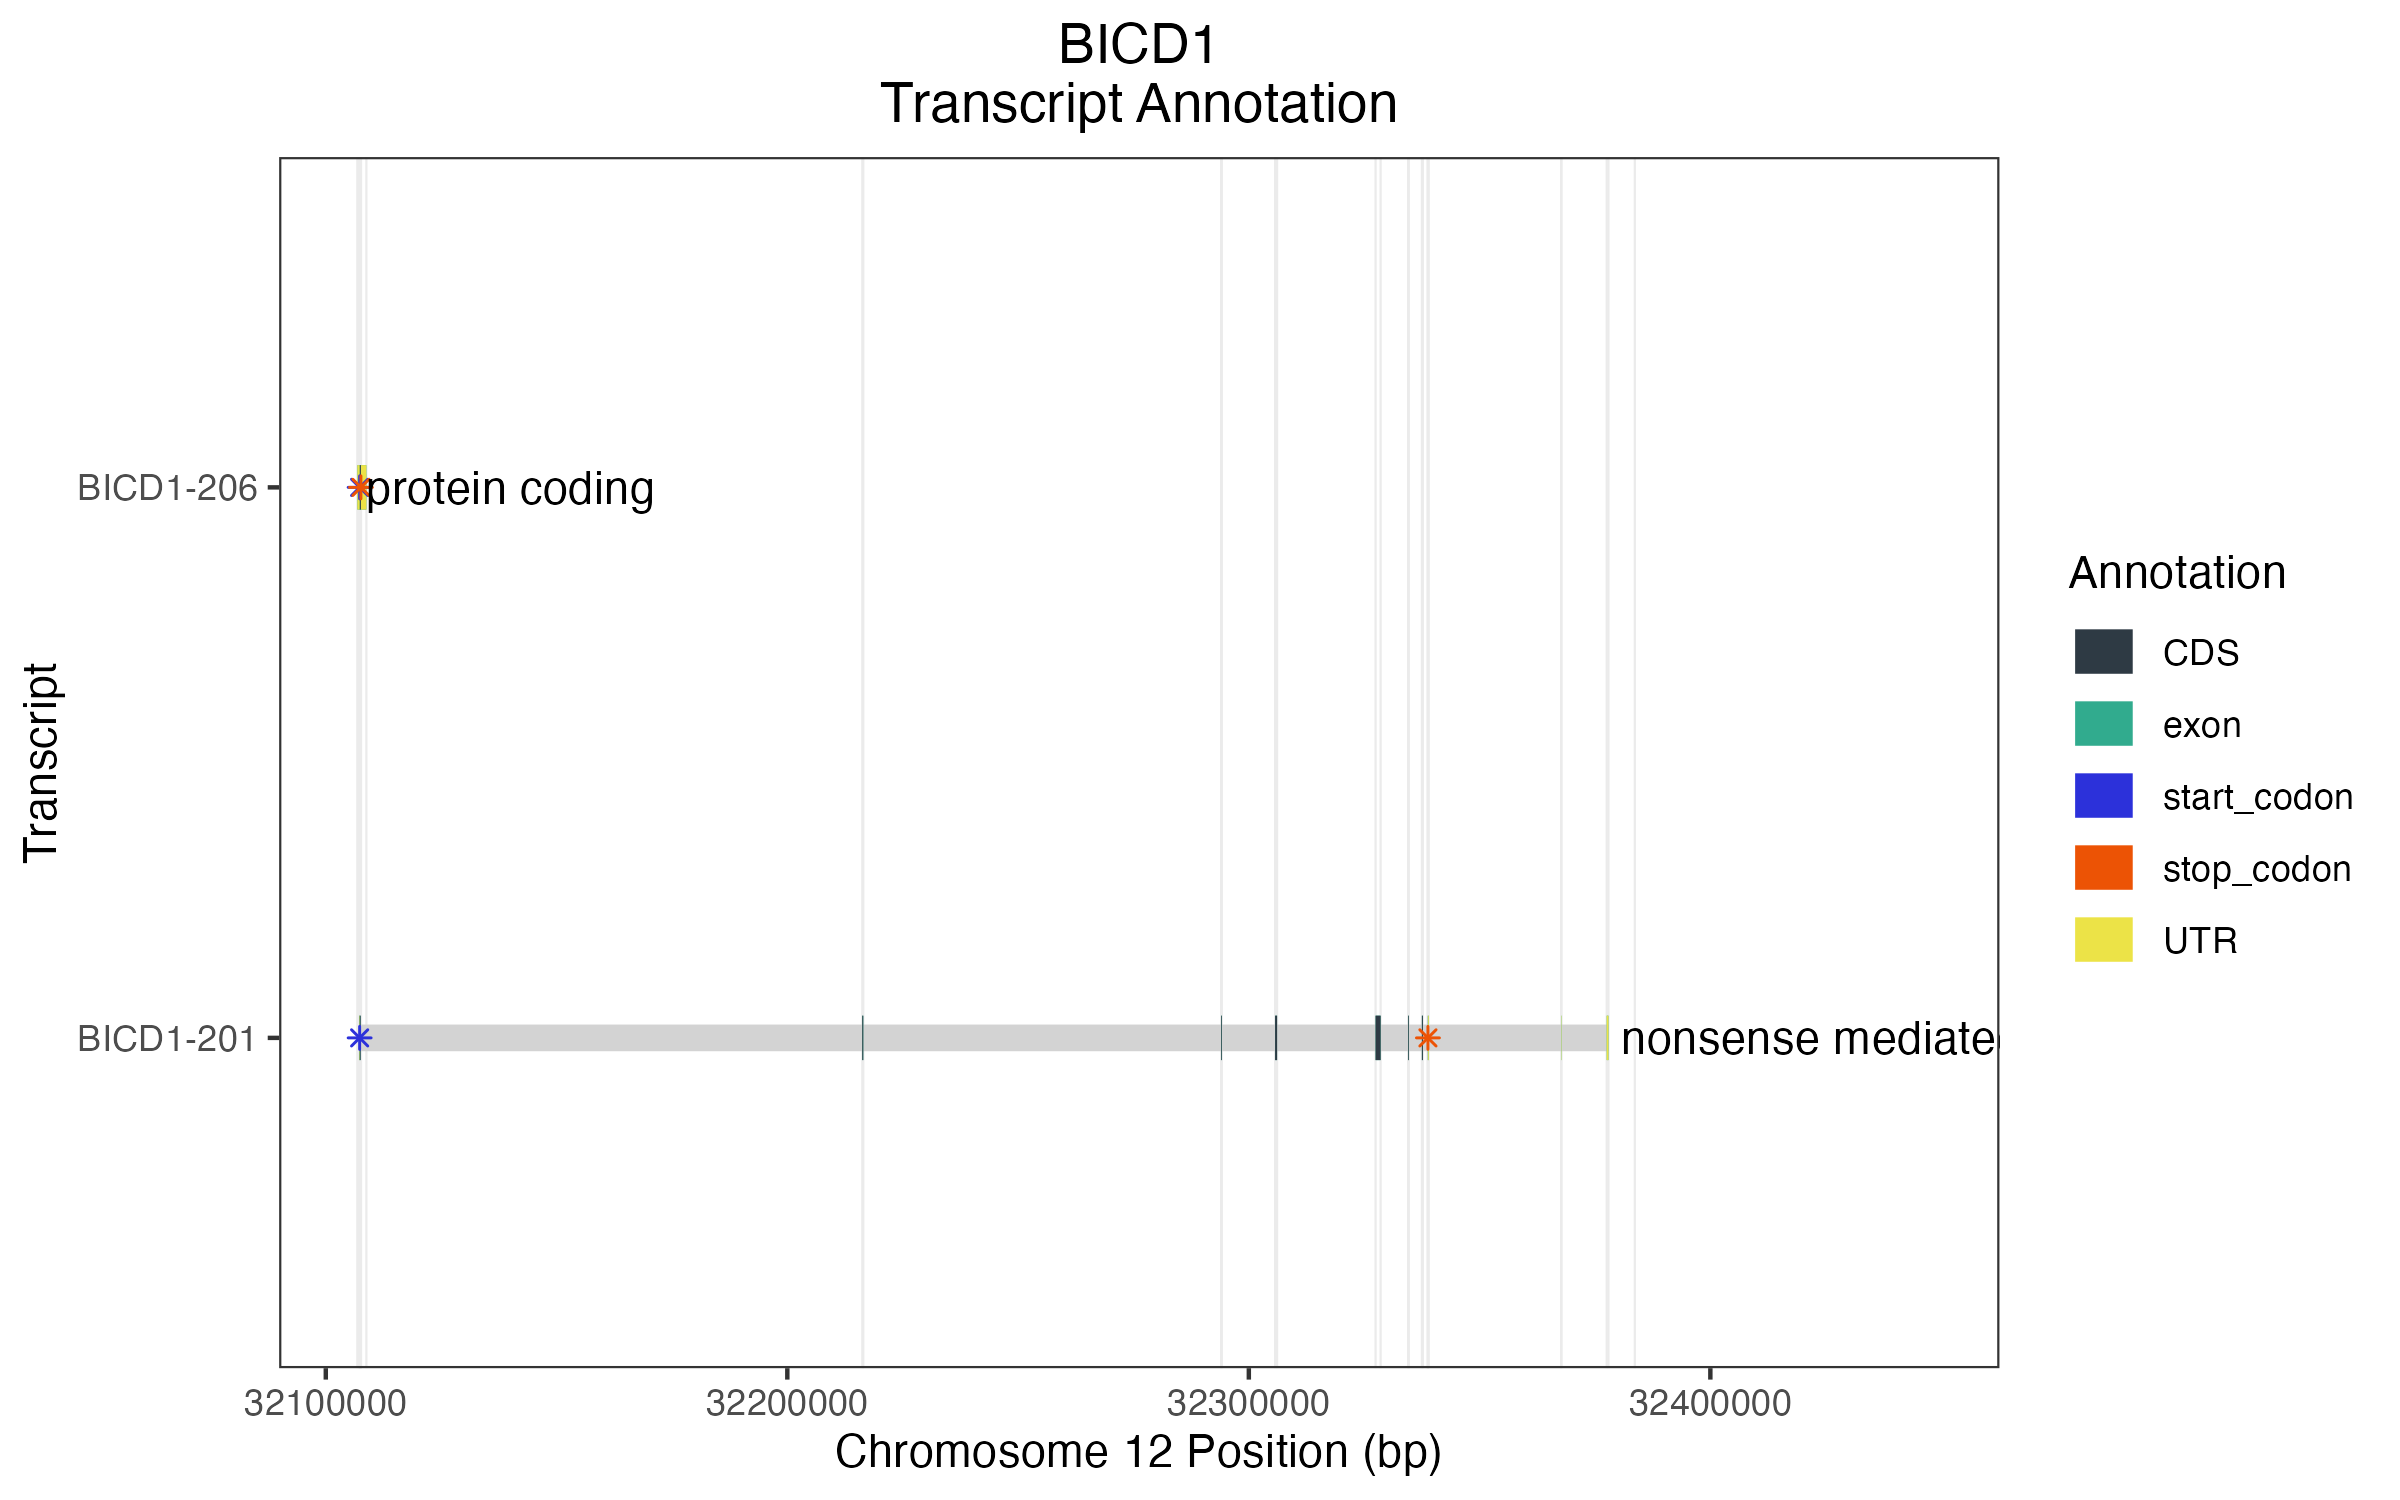 BICD1
Transcript Annotation
BICD1-206
protein coding
BICD1-201
nonsense mediate
Transcript
32100000
32200000
32300000
32400000
Chromosome 12 Position (bp)
Annotation
CDS
exon
start_codon
stop_codon
UTR